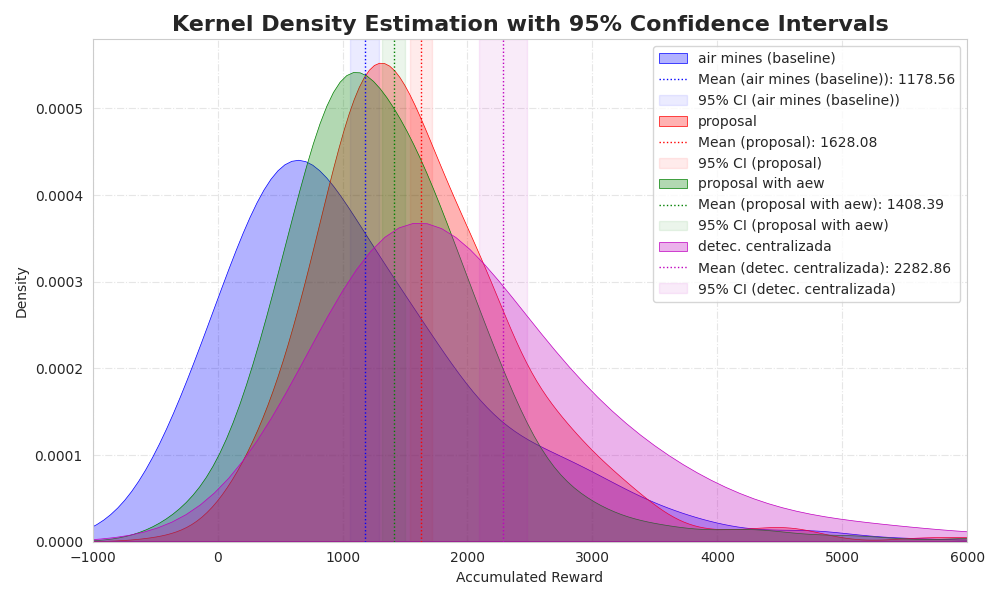 Kernel Density Estimation with 95% Confidence Intervals
air mines (baseline)
Mean (air mines (baseline)): 1178.56
95% CI (air mines (baseline))
proposal
Mean (proposal): 1628.08
95% CI (proposal)
proposal with aew
Mean (proposal with aew): 1408.39
95% CI (proposal with aew)
detec. centralizada
Mean (detec. centralizada): 2282.86
95% CI (detec. centralizada)
Density
0.0005
0.0004
0.0003
0.0002
0.0001
0.0000
−1000 0 1000 2000 3000 4000 5000 6000
Accumulated Reward